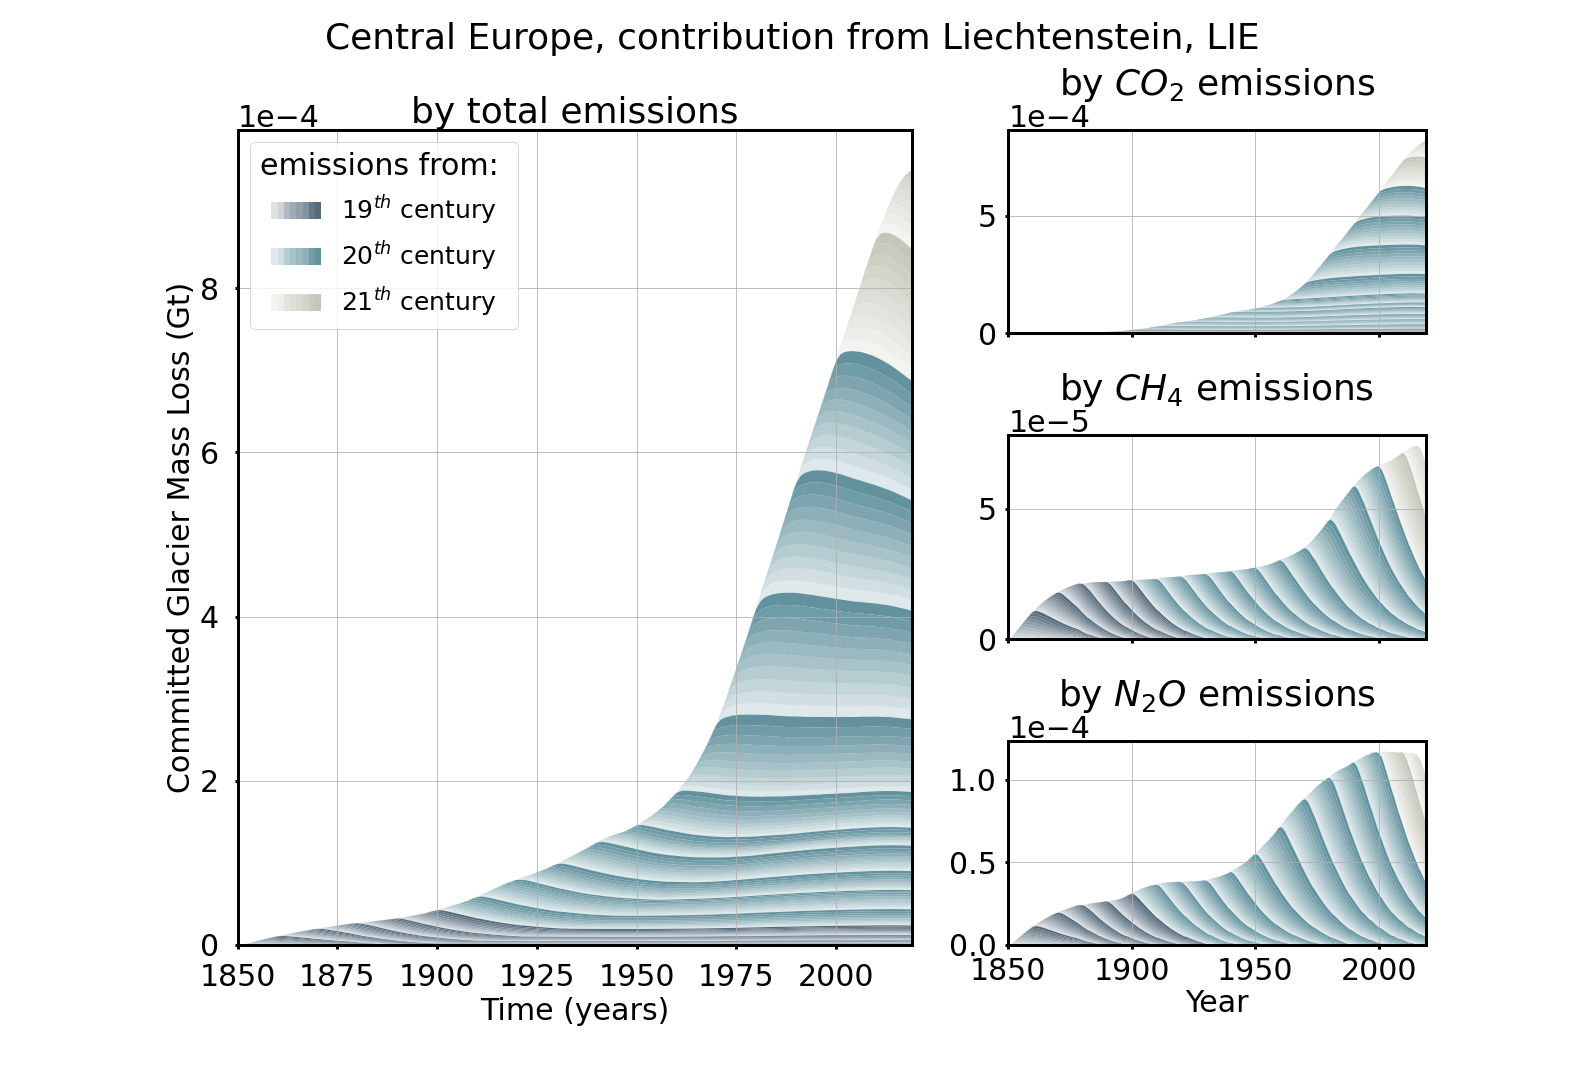 Central Europe, contribution from Liechtenstein, LIE
by total emissions
1e−4
Committed Glacier Mass Loss (Gt)
8
6
4
2
0
emissions from:
19th century
20th century
21th century
1850 1875 1900 1925 1950 1975 2000
Time (years)
by CO2 emissions
1e−4
5
0
by CH4 emissions
1e−5
5
0
by N2O emissions
1e−4
1.0
0.5
0.0
1850 1900 1950 2000
Year